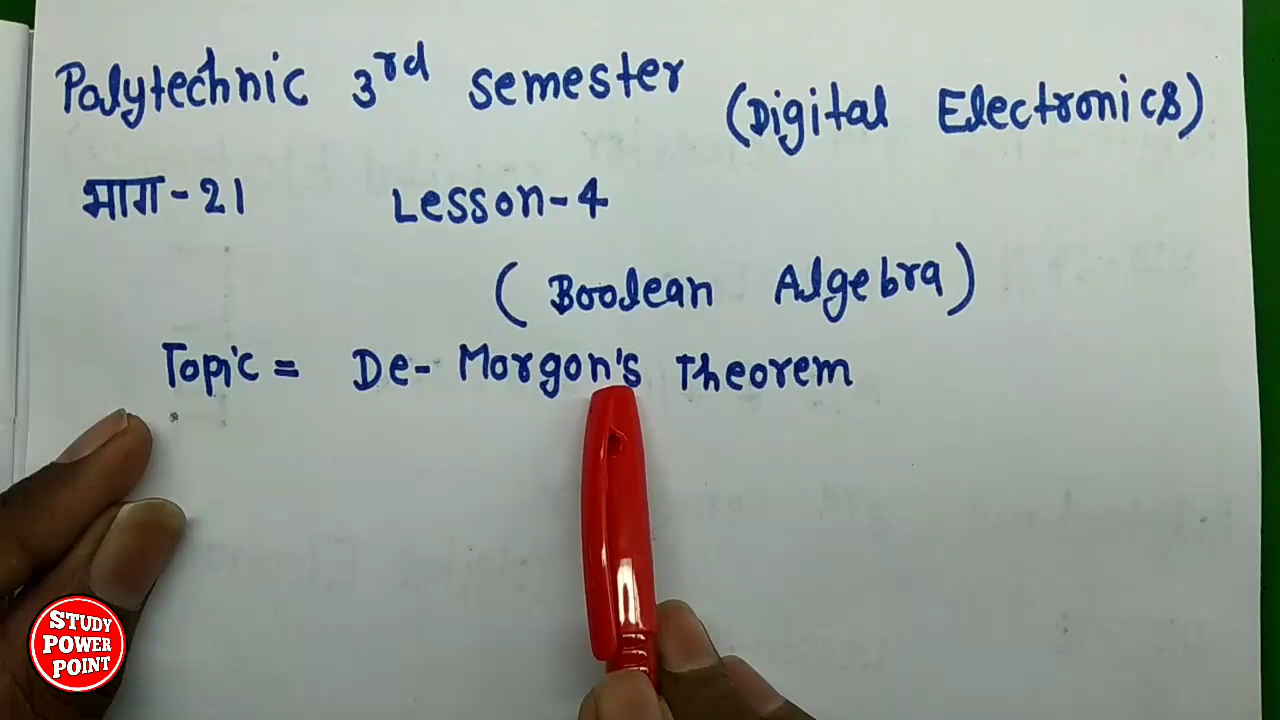 Polytechnic 3rd semester (Digital Electronics)
भाग-21 Lesson-4
(Boolean Algebra)
Topic = De-Morgon's Theorem
STUDY
POWER
POINT